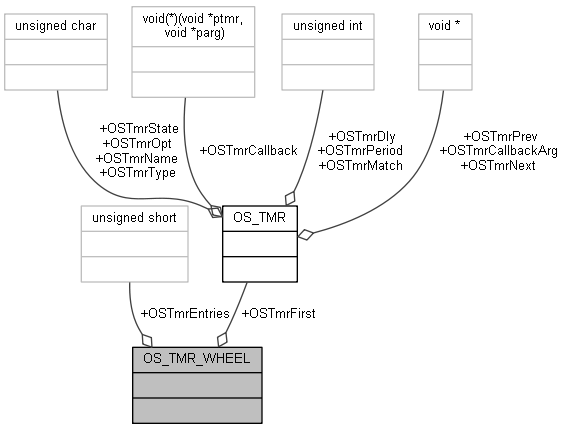 unsigned char
void(*)(void *ptmr,
void *parg)
unsigned int
void *
+OSTmrState
+OSTmrOpt
+OSTmrName
+OSTmrType
+OSTmrCallback
+OSTmrDly
+OSTmrPeriod
+OSTmrMatch
+OSTmrPrev
+OSTmrCallbackArg
+OSTmrNext
unsigned short
OS_TMR
+OSTmrEntries
+OSTmrFirst
OS_TMR_WHEEL